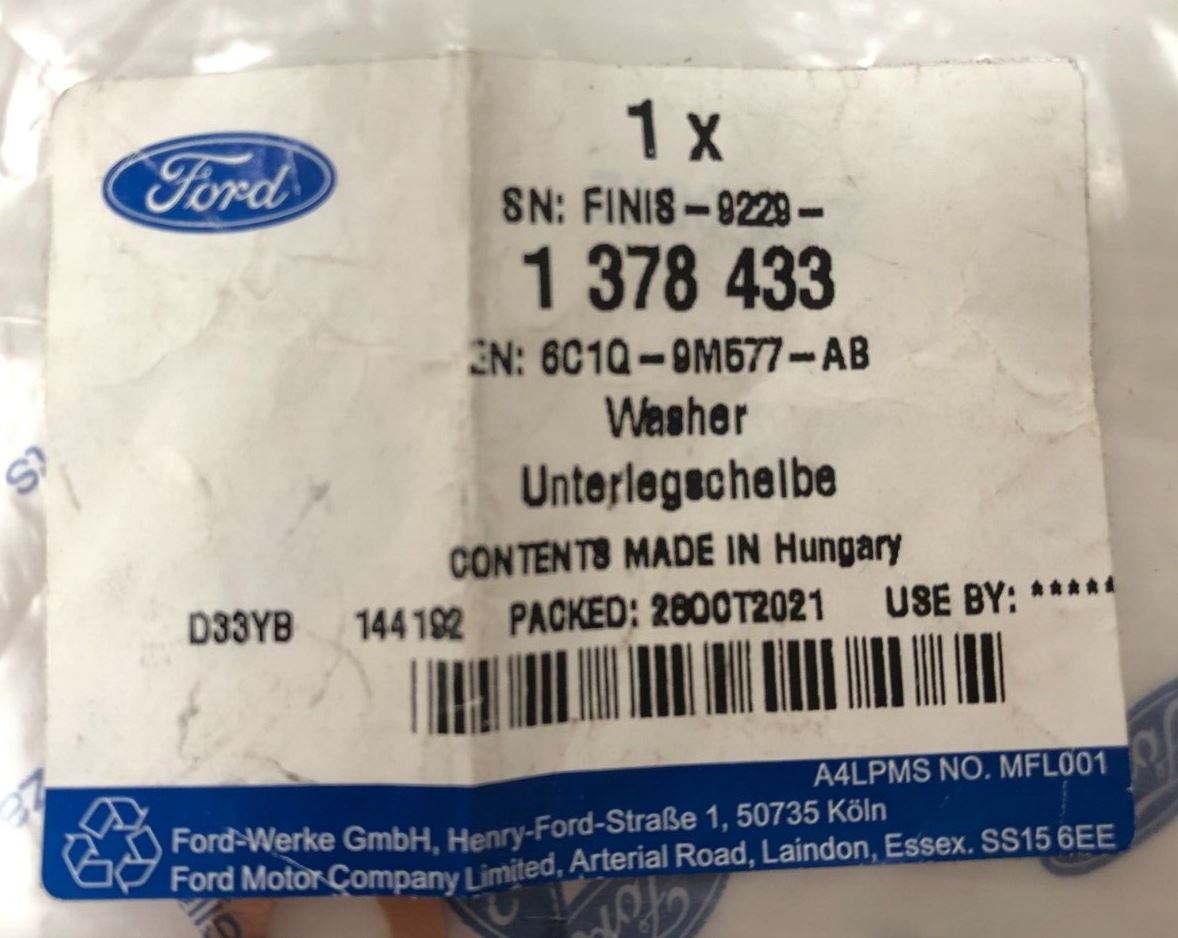 Ford
1 x
SN: FINIS-9229-
1 378 433
EN: 6C1Q-9M577-AB
Washer
Unterlegscheibe
CONTENTS MADE IN Hungary
D33YB 144192 PACKED: 28OCT2021 USE BY: *****
A4LPMS NO. MFL001
Ford-Werke GmbH, Henry-Ford-Straße 1, 50735 Köln
Ford Motor Company Limited, Arterial Road, Laindon, Essex. SS15 6EE
Ford